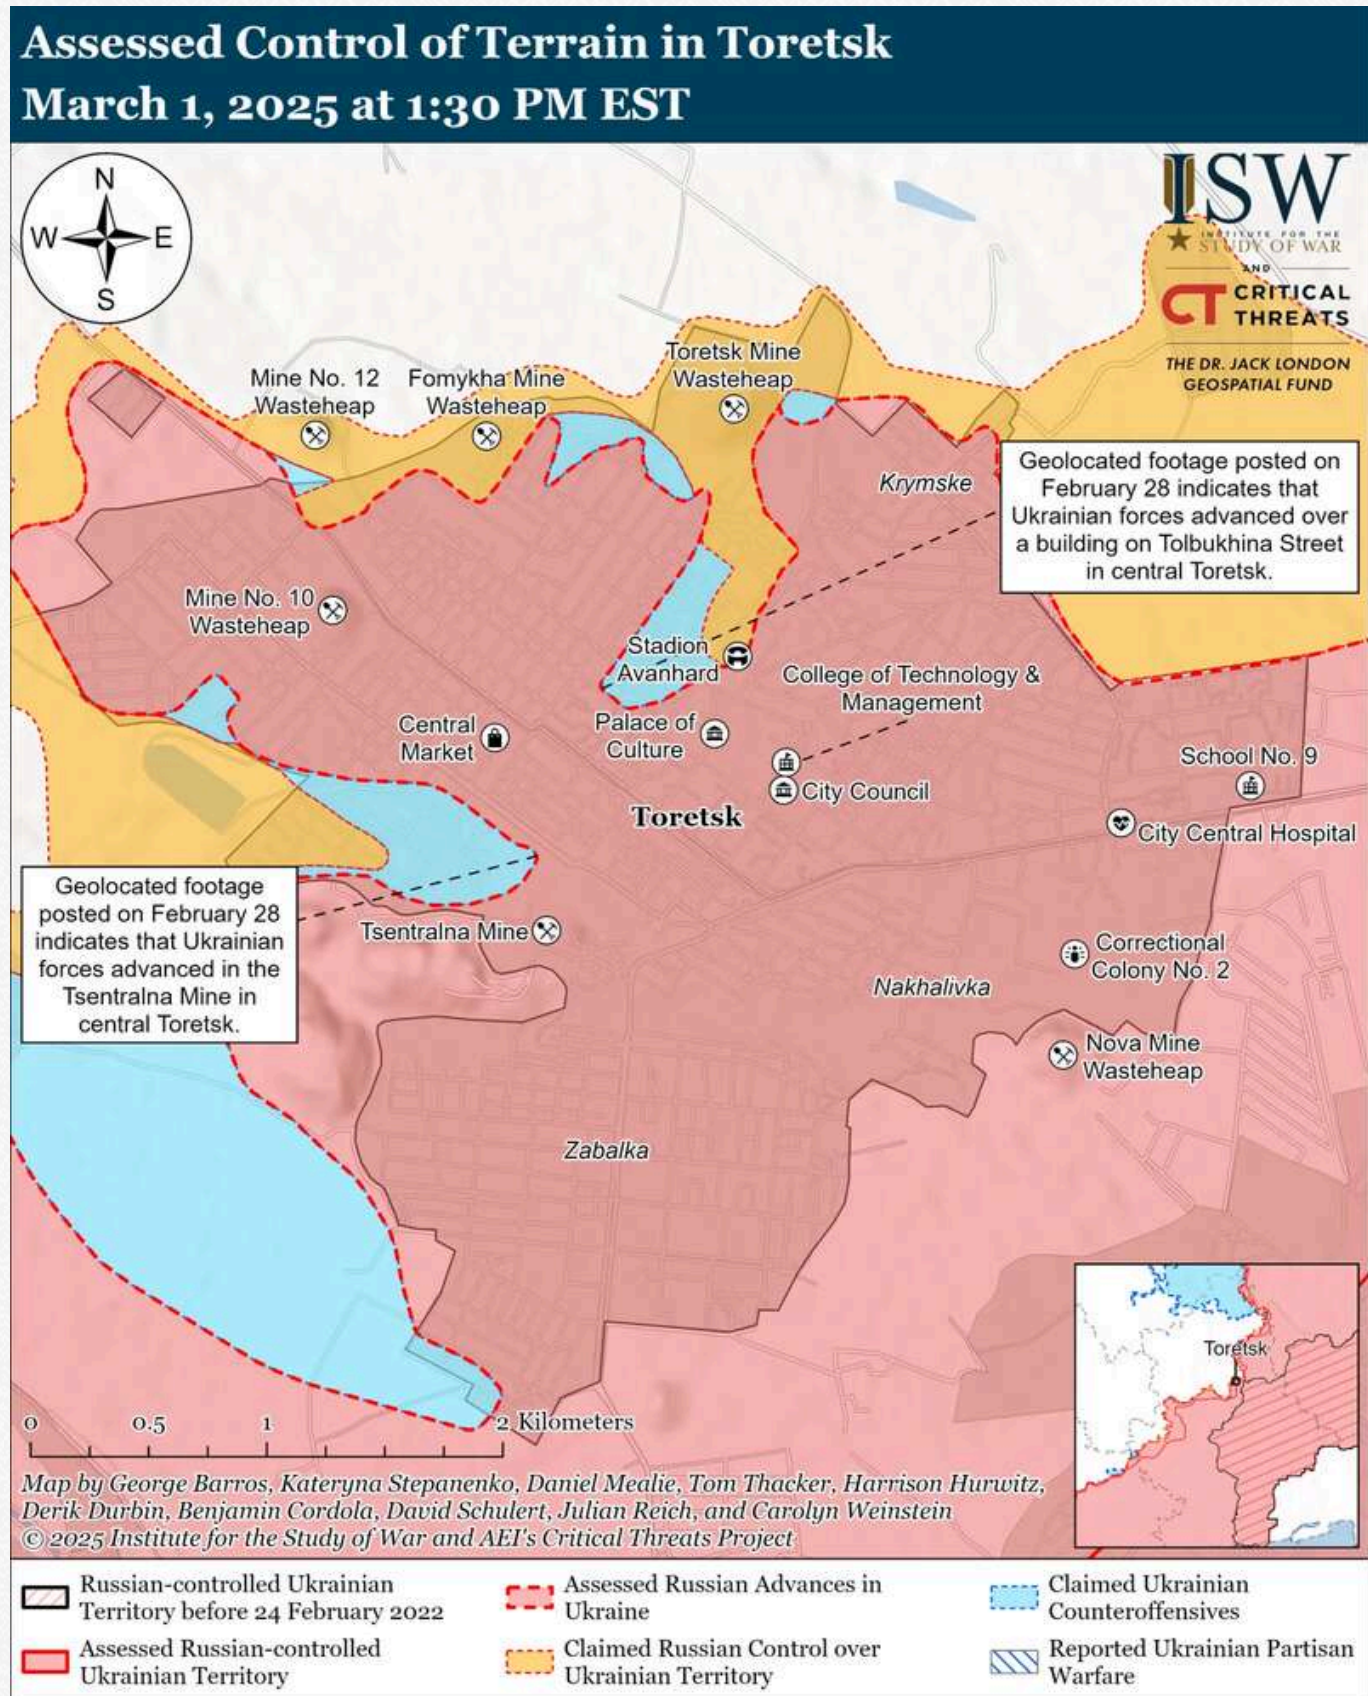 Assessed Control of Terrain in Toretsk
March 1, 2025 at 1:30 PM EST
N
W
E
S
ISW
INSTITUTE FOR THE
STUDY OF WAR
AND
CT CRITICAL
THREATS
THE DR. JACK LONDON
GEOSPATIAL FUND
Toretsk Mine
Wasteheap
Mine No. 12
Wasteheap
Fomykha Mine
Wasteheap
Krymske
Geolocated footage posted on
February 28 indicates that
Ukrainian forces advanced over
a building on Tolbukhina Street
in central Toretsk.
Mine No. 10
Wasteheap
Stadion
Avanhard
College of Technology &
Management
Central
Market
Palace of
Culture
School No. 9
City Council
Toretsk
City Central Hospital
Geolocated footage
posted on February 28
indicates that Ukrainian
forces advanced in the
Tsentralna Mine in
central Toretsk.
Tsentralna Mine
Correctional
Colony No. 2
Nakhalivka
Nova Mine
Wasteheap
Zabalka
Toretsk
0 0.5 1 2 Kilometers
Map by George Barros, Kateryna Stepanenko, Daniel Mealie, Tom Thacker, Harrison Hurwitz,
Derik Durbin, Benjamin Cordola, David Schulert, Julian Reich, and Carolyn Weinstein
© 2025 Institute for the Study of War and AEI's Critical Threats Project
Russian-controlled Ukrainian
Territory before 24 February 2022
Assessed Russian Advances in
Ukraine
Claimed Ukrainian
Counteroffensives
Assessed Russian-controlled
Ukrainian Territory
Claimed Russian Control over
Ukrainian Territory
Reported Ukrainian Partisan
Warfare